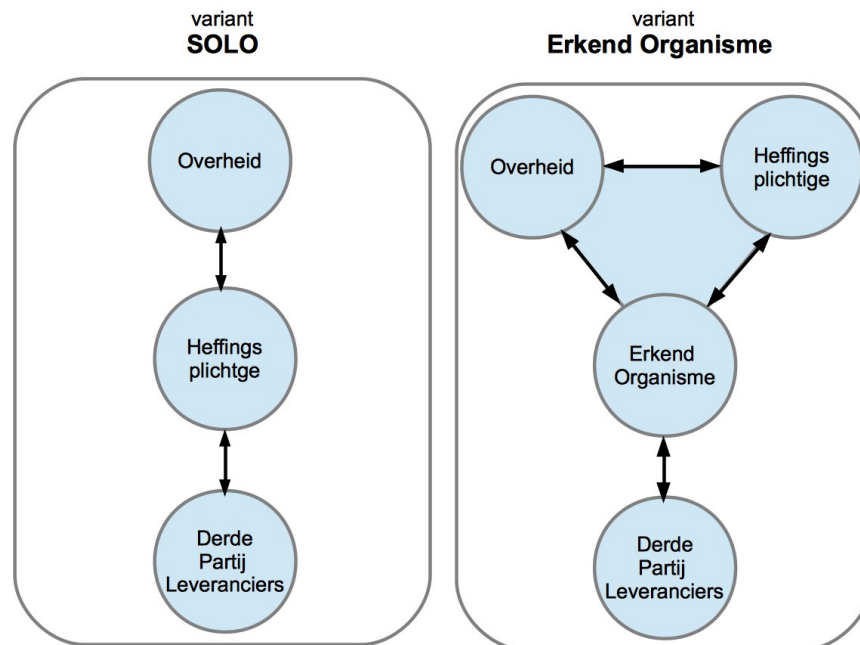 variant
SOLO
Overheid
Heffings
plichtge
Derde
Partij
Leveranciers
variant
Erkend Organisme
Overheid
Heffings
plichtige
Erkend
Organisme
Derde
Partij
Leveranciers